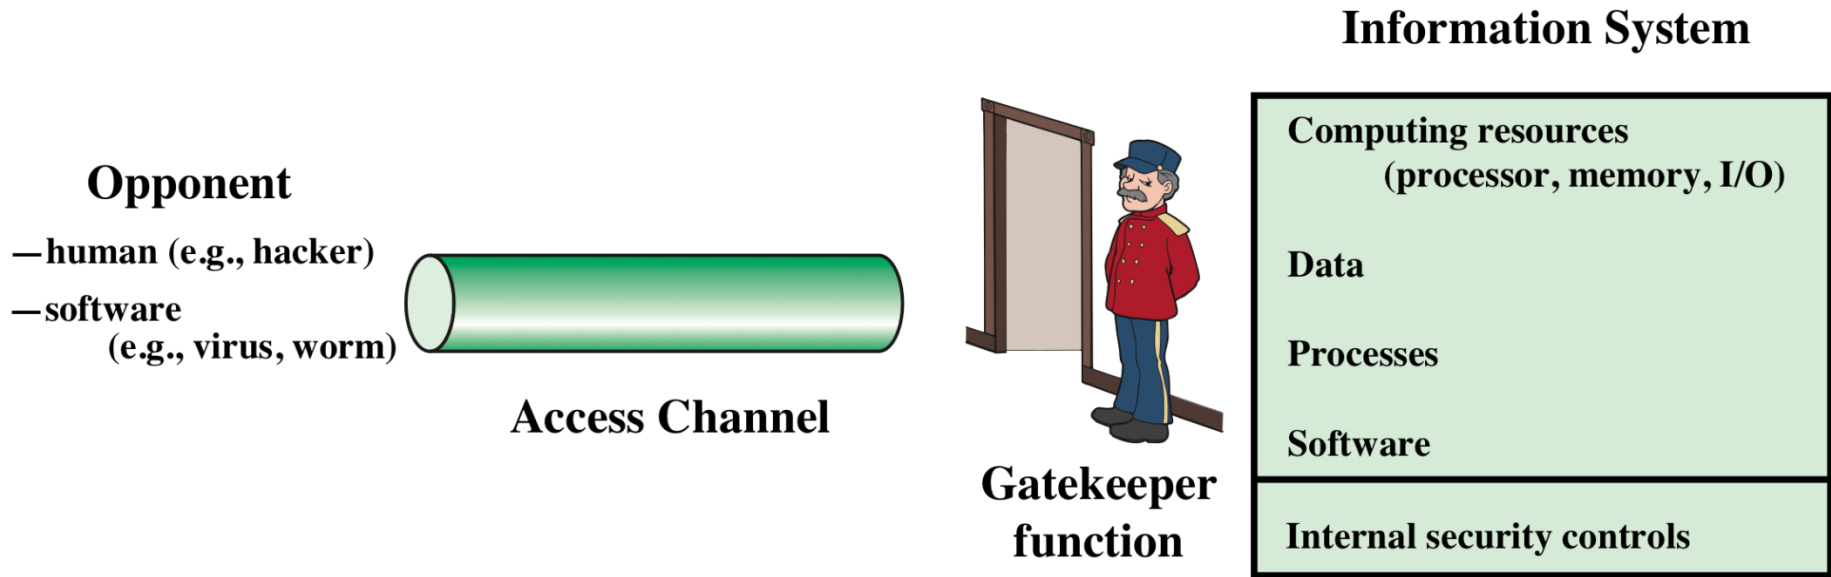 Opponent
—human (e.g., hacker)
—software
(e.g., virus, worm)
Access Channel
Gatekeeper
function
Information System
Computing resources
(processor, memory, I/O)
Data
Processes
Software
Internal security controls